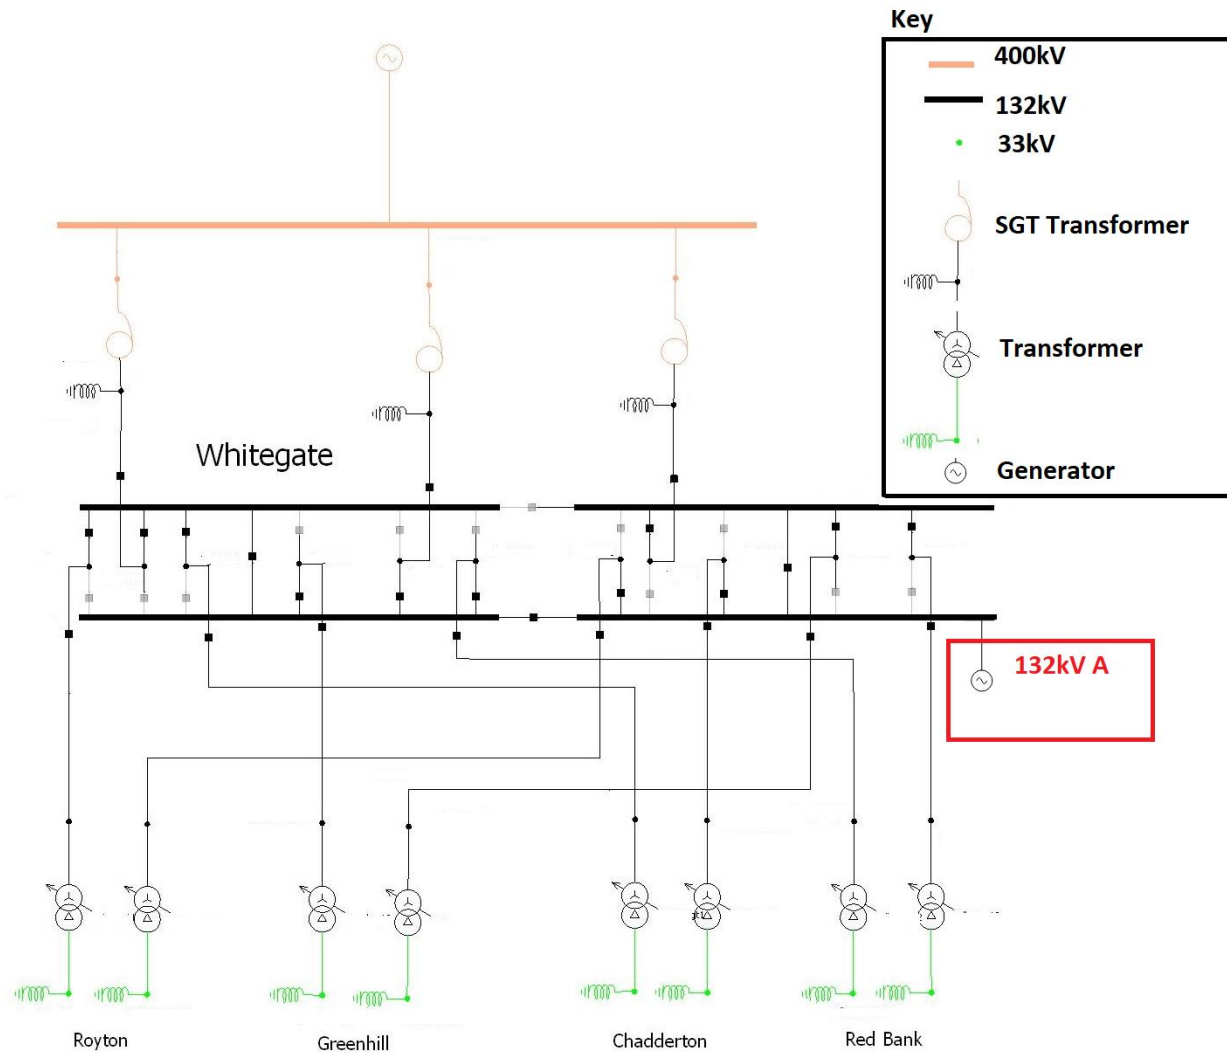 Key
400kV
132kV
33kV
SGT Transformer
Transformer
Generator
Whitegate
132kV A
Royton
Greenhill
Chadderton
Red Bank